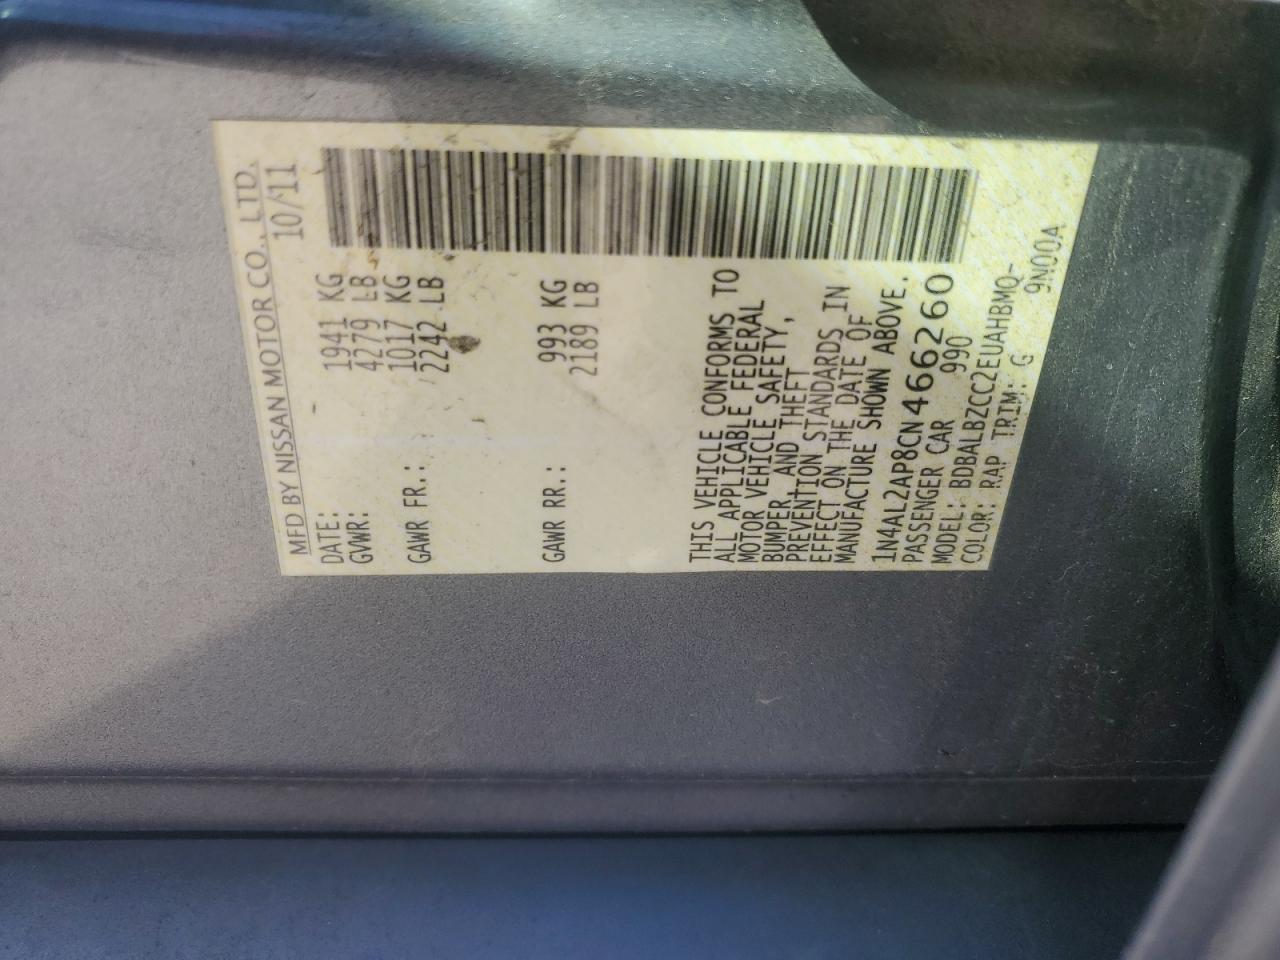 MFD BY NISSAN MOTOR CO., LTD.
DATE: 10/11
GVWR: 1941 KG
4279 LB
GAWR FR.: 1017 KG
2242 LB
GAWR RR.: 993 KG
2189 LB
THIS VEHICLE CONFORMS TO
ALL APPLICABLE FEDERAL
MOTOR VEHICLE SAFETY,
BUMPER AND THEFT
PREVENTION STANDARDS IN
EFFECT ON THE DATE OF
MANUFACTURE SHOWN ABOVE.
1N4AL2AP8CN466260
PASSENGER CAR 990
MODEL: BDBALBZCC2EUAHBMQ-
COLOR: RAP TRIM: G 9N00A